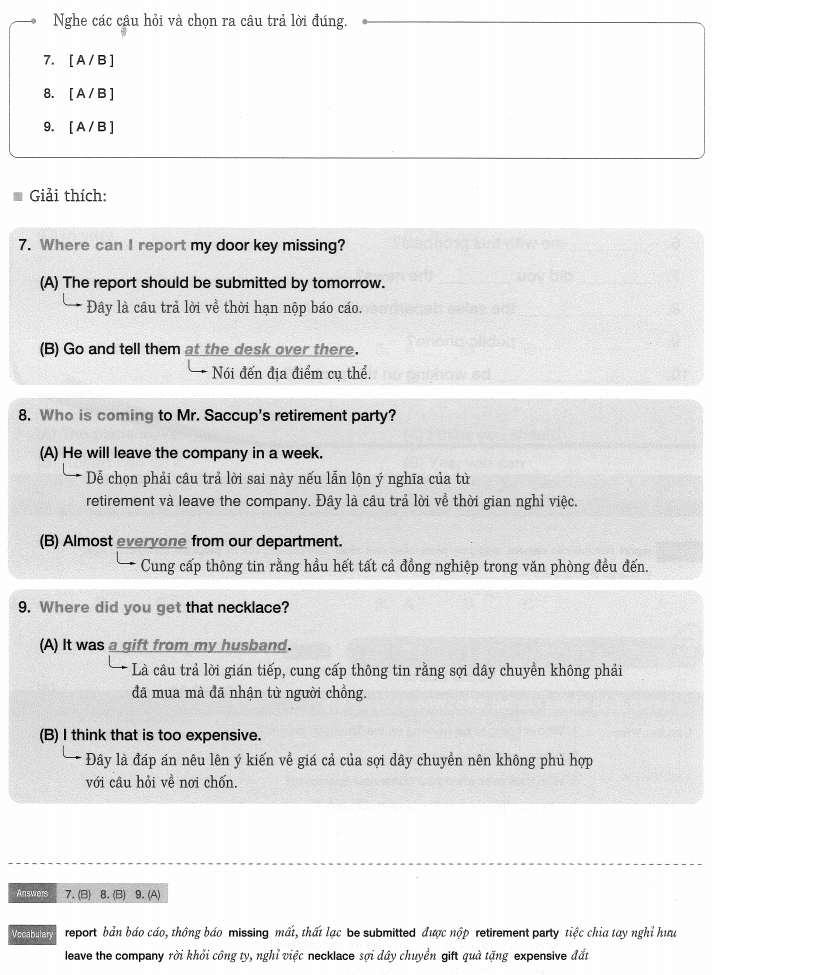 Nghe các câu hỏi và chọn ra câu trả lời đúng.
7. [ A / B ]
8. [ A / B ]
9. [ A / B ]
Giải thích:
7. Where can I report my door key missing?
(A) The report should be submitted by tomorrow.
Đây là câu trả lời về thời hạn nộp báo cáo.
(B) Go and tell them at the desk over there.
Nói đến địa điểm cụ thể.
8. Who is coming to Mr. Saccup's retirement party?
(A) He will leave the company in a week.
Dễ chọn phải câu trả lời sai này nếu lẫn lộn ý nghĩa của từ
retirement và leave the company. Đây là câu trả lời về thời gian nghỉ việc.
(B) Almost everyone from our department.
Cung cấp thông tin rằng hầu hết tất cả đồng nghiệp trong văn phòng đều đến.
9. Where did you get that necklace?
(A) It was a gift from my husband.
Là câu trả lời gián tiếp, cung cấp thông tin rằng sợi dây chuyền không phải
đã mua mà đã nhận từ người chồng.
(B) I think that is too expensive.
Đây là đáp án nêu lên ý kiến về giá cả của sợi dây chuyền nên không phù hợp
với câu hỏi về nơi chốn.
Answers 7. (B) 8. (B) 9. (A)
Vocabulary report bản báo cáo, thông báo missing mất, thất lạc be submitted được nộp retirement party tiệc chia tay nghỉ hưu
leave the company rời khỏi công ty, nghỉ việc necklace sợi dây chuyền gift quà tặng expensive đắt